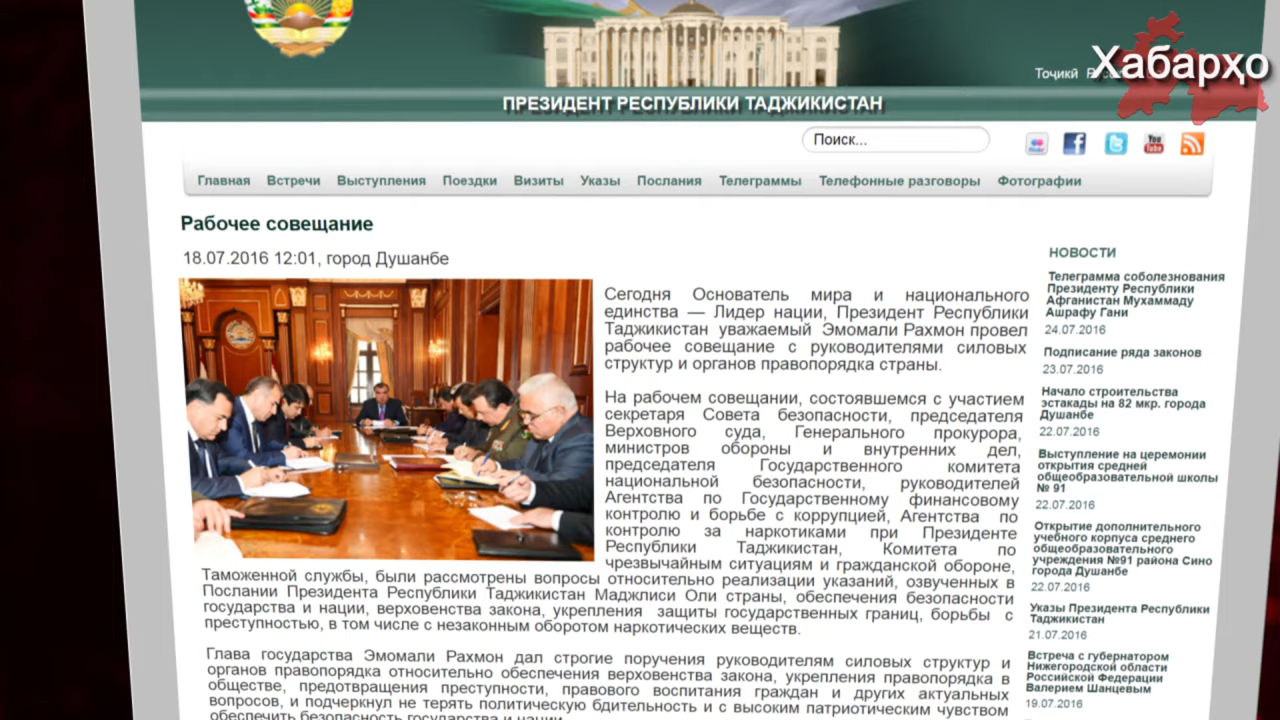 Тоҷикӣ
Хабарҳо
ПРЕЗИДЕНТ РЕСПУБЛИКИ ТАДЖИКИСТАН
Поиск...
flickr
You
Tube
Главная Встречи Выступления Поездки Визиты Указы Послания Телеграммы Телефонные разговоры Фотографии
Рабочее совещание
18.07.2016 12:01, город Душанбе
Сегодня Основатель мира и национального
единства — Лидер нации, Президент Республики
Таджикистан уважаемый Эмомали Рахмон провел
рабочее совещание с руководителями силовых
структур и органов правопорядка страны.
На рабочем совещании, состоявшемся с участием
секретаря Совета безопасности, председателя
Верховного суда, Генерального прокурора,
министров обороны и внутренних дел,
председателя Государственного комитета
национальной безопасности, руководителей
Агентства по Государственному финансовому
контролю и борьбе с коррупцией, Агентства по
контролю за наркотиками при Президенте
Республики Таджикистан, Комитета по
чрезвычайным ситуациям и гражданской обороне,
Таможенной службы, были рассмотрены вопросы относительно реализации указаний, озвученных в
Послании Президента Республики Таджикистан Маджлиси Оли страны, обеспечения безопасности
государства и нации, верховенства закона, укрепления защиты государственных границ, борьбы с
преступностью, в том числе с незаконным оборотом наркотических веществ.
Глава государства Эмомали Рахмон дал строгие поручения руководителям силовых структур и
органов правопорядка относительно обеспечения верховенства закона, укрепления правопорядка в
обществе, предотвращения преступности, правового воспитания граждан и других актуальных
вопросов, и подчеркнул не терять политическую бдительность и с высоким патриотическим чувством
обеспечить безопасность государства и нации.
НОВОСТИ
Телеграмма соболезнования
Президенту Республики
Афганистан Мухаммаду
Ашрафу Гани
24.07.2016
Подписание ряда законов
23.07.2016
Начало строительства
эстакады на 82 мкр. города
Душанбе
22.07.2016
Выступление на церемонии
открытия средней
общеобразовательной школы
№ 91
22.07.2016
Открытие дополнительного
учебного корпуса среднего
общеобразовательного
учреждения №91 района Сино
города Душанбе
22.07.2016
Указы Президента Республики
Таджикистан
21.07.2016
Встреча с губернатором
Нижегородской области
Российской Федерации
Валерием Шанцевым
19.07.2016